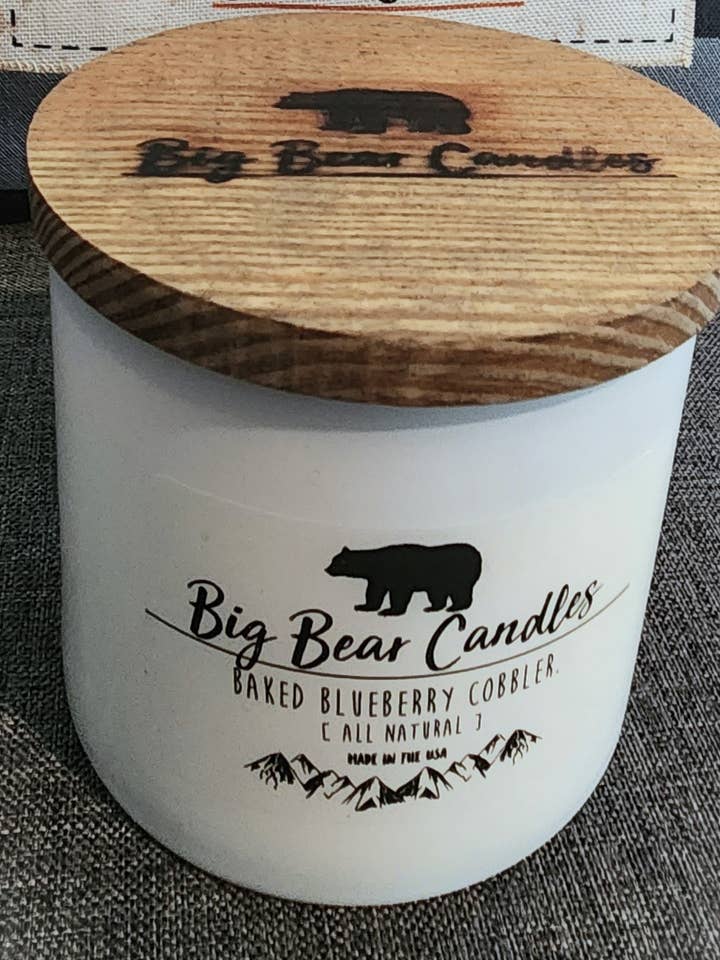 Big Bear Candles
Big Bear Candles
BAKED BLUEBERRY COBBLER.
[ ALL NATURAL ]
MADE IN THE USA